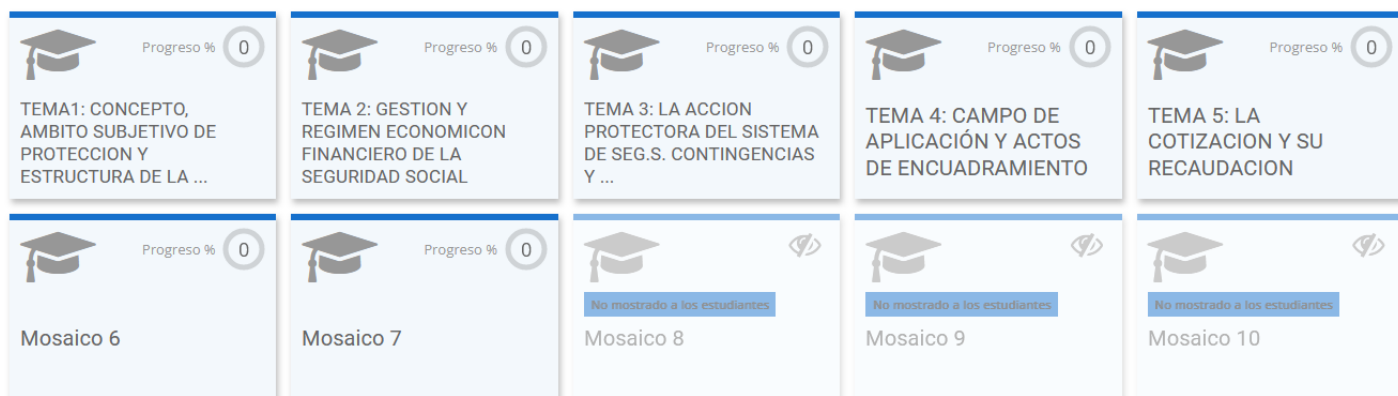 Progreso % 0
TEMA1: CONCEPTO,
AMBITO SUBJETIVO DE
PROTECCION Y
ESTRUCTURA DE LA ...
Progreso % 0
TEMA 2: GESTION Y
REGIMEN ECONOMICON
FINANCIERO DE LA
SEGURIDAD SOCIAL
Progreso % 0
TEMA 3: LA ACCION
PROTECTORA DEL SISTEMA
DE SEG.S. CONTINGENCIAS
Y ...
Progreso % 0
TEMA 4: CAMPO DE
APLICACIÓN Y ACTOS
DE ENCUADRAMIENTO
Progreso % 0
TEMA 5: LA
COTIZACION Y SU
RECAUDACION
Progreso % 0
Mosaico 6
Progreso % 0
Mosaico 7
No mostrado a los estudiantes
Mosaico 8
No mostrado a los estudiantes
Mosaico 9
No mostrado a los estudiantes
Mosaico 10